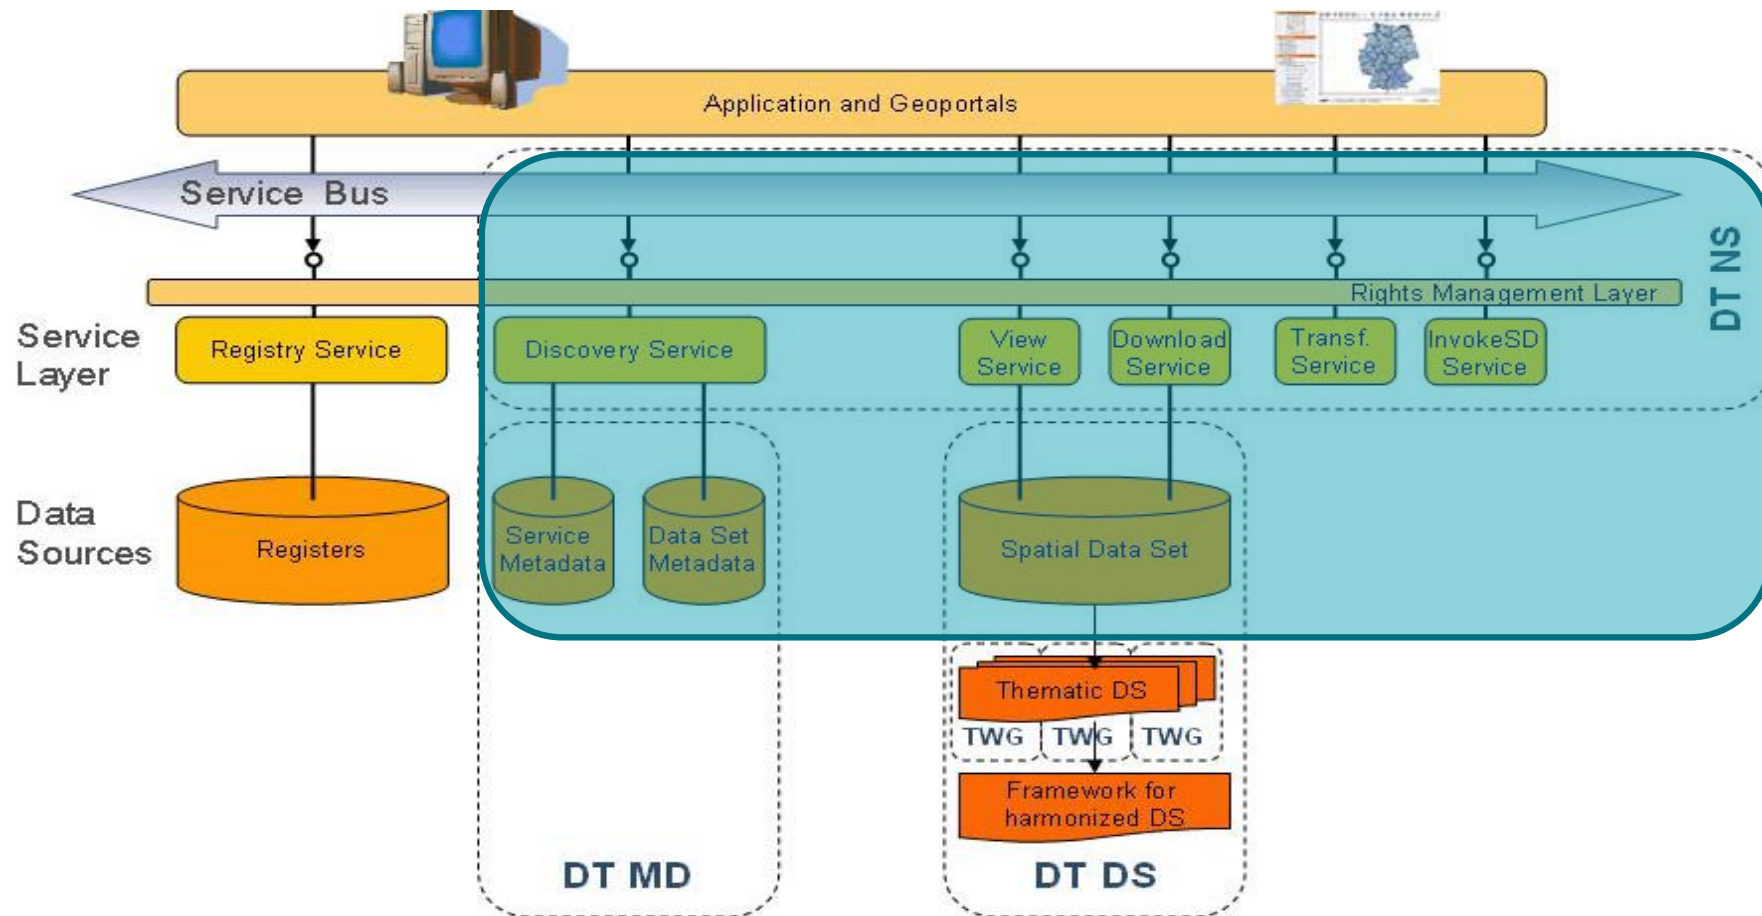 Application and Geoportals
Service Bus
DT NS
Rights Management Layer
Service
Layer
Registry Service
Discovery Service
View
Service
Download
Service
Transf.
Service
InvokeSD
Service
Data
Sources
Registers
Service
Metadata
Data Set
Metadata
Spatial Data Set
Thematic DS
TWG
TWG
TWG
Framework for
harmonized DS
DT MD
DT DS